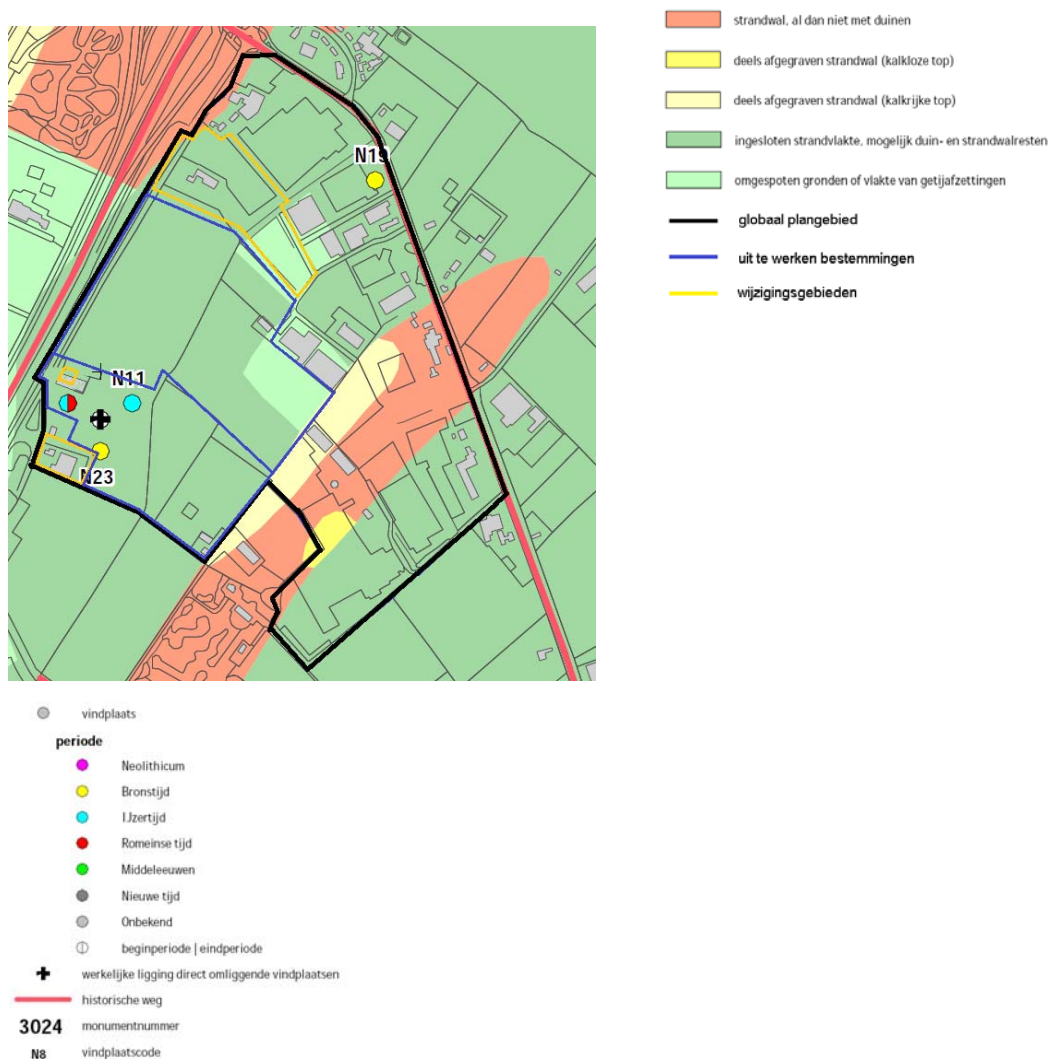 strandwal, al dan niet met duinen
deels afgegraven strandwal (kalkloze top)
deels afgegraven strandwal (kalkrijke top)
ingesloten strandvlakte, mogelijk duin- en strandwalresten
omgespoten gronden of vlakte van getijafzettingen
globaal plangebied
uit te werken bestemmingen
wijzigingsgebieden
N19
N11
N23
vindplaats
periode
Neolithicum
Bronstijd
IJzertijd
Romeinse tijd
Middeleeuwen
Nieuwe tijd
Onbekend
beginperiode | eindperiode
werkelijke ligging direct omliggende vindplaatsen
historische weg
3024 monumentnummer
N8 vindplaatscode